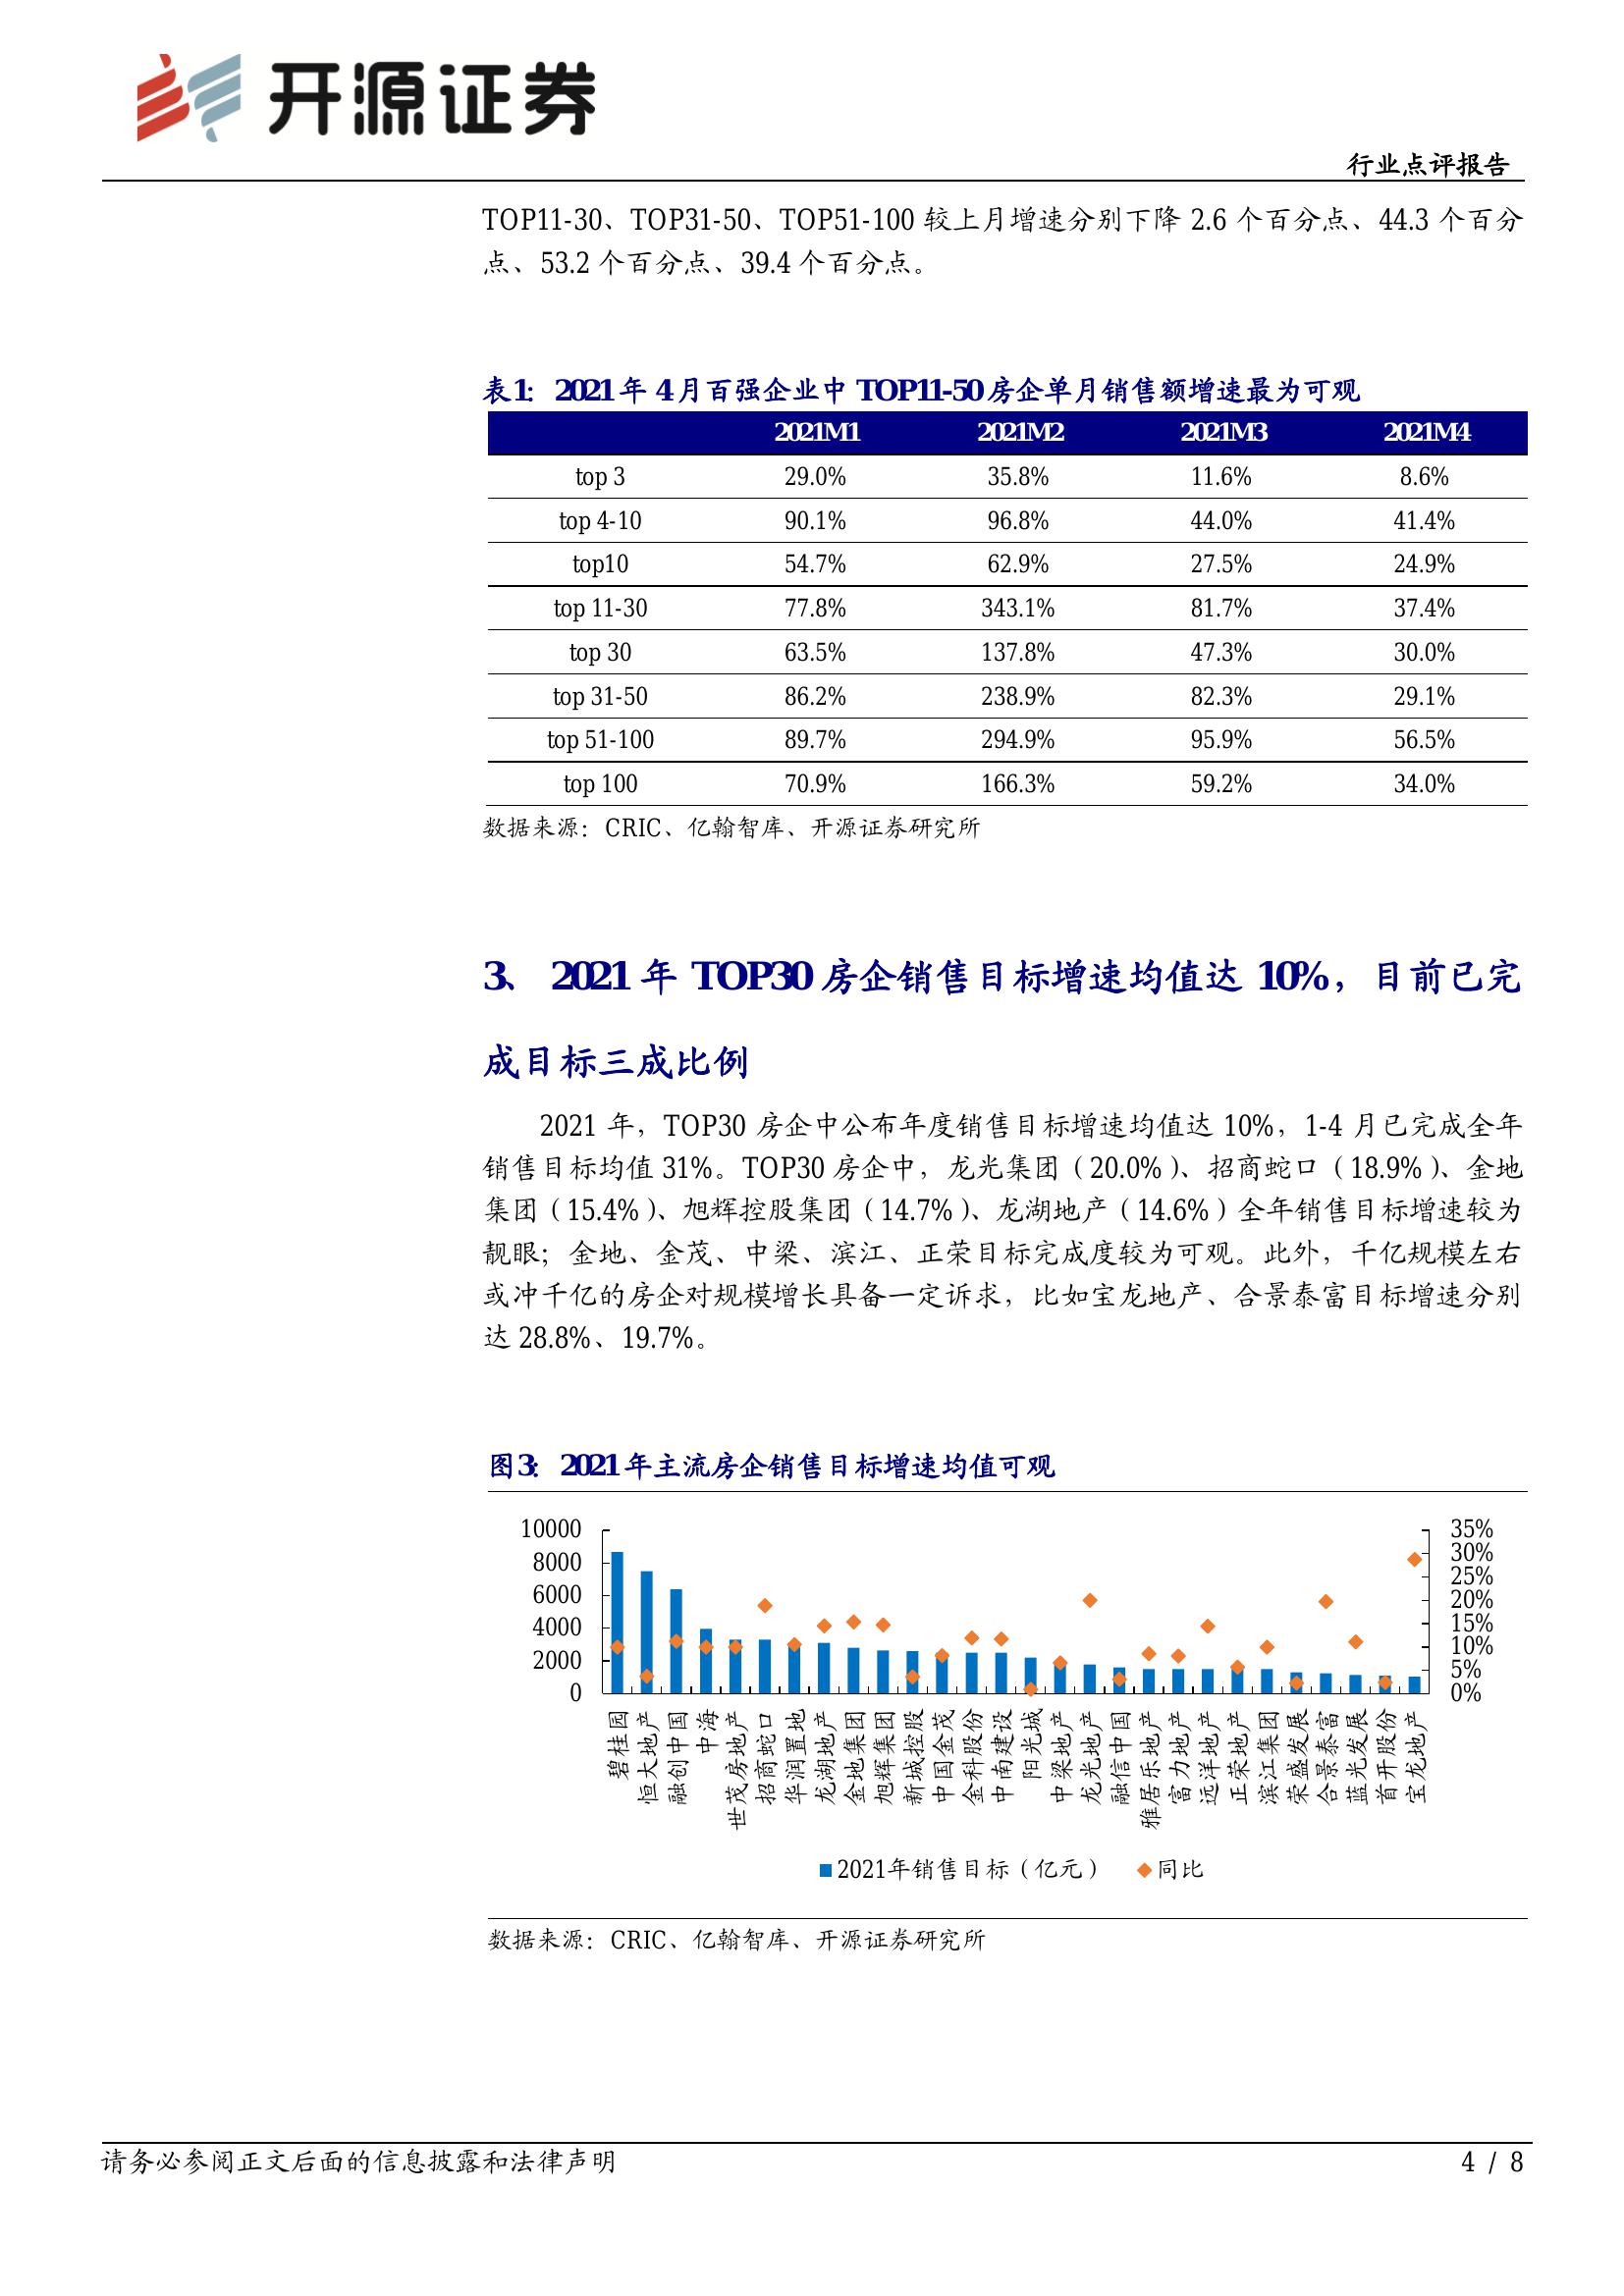 开源证券
行业点评报告
TOP11-30、TOP31-50、TOP51-100 较上月增速分别下降 2.6 个百分点、44.3 个百分
点、53.2 个百分点、39.4 个百分点。
表1： 2021 年 4 月百强企业中 TOP11-50 房企单月销售额增速最为可观
2021M1 2021M2 2021M3 2021M4
top 3 29.0% 35.8% 11.6% 8.6%
top 4-10 90.1% 96.8% 44.0% 41.4%
top10 54.7% 62.9% 27.5% 24.9%
top 11-30 77.8% 343.1% 81.7% 37.4%
top 30 63.5% 137.8% 47.3% 30.0%
top 31-50 86.2% 238.9% 82.3% 29.1%
top 51-100 89.7% 294.9% 95.9% 56.5%
top 100 70.9% 166.3% 59.2% 34.0%
数据来源：CRIC、亿翰智库、开源证券研究所
3、 2021 年 TOP30 房企销售目标增速均值达 10%，目前已完
成目标三成比例
2021 年，TOP30 房企中公布年度销售目标增速均值达 10%，1-4 月已完成全年
销售目标均值 31%。TOP30 房企中，龙光集团（20.0%）、招商蛇口（18.9%）、金地
集团（15.4%）、旭辉控股集团（14.7%）、龙湖地产（14.6%）全年销售目标增速较为
靓眼；金地、金茂、中梁、滨江、正荣目标完成度较为可观。此外，千亿规模左右
或冲千亿的房企对规模增长具备一定诉求，比如宝龙地产、合景泰富目标增速分别
达 28.8%、19.7%。
图3： 2021 年主流房企销售目标增速均值可观
10000
8000
6000
4000
2000
0
35%
30%
25%
20%
15%
10%
5%
0%
碧桂园
恒大地产
融创中国
中海
世茂房地产
招商蛇口
华润置地
龙湖地产
金地集团
旭辉集团
新城控股
中国金茂
金科股份
中南建设
阳光城
中梁地产
龙光地产
融信中国
雅居乐地产
富力地产
远洋地产
正荣地产
滨江集团
荣盛发展
合景泰富
蓝光发展
首开股份
宝龙地产
2021年销售目标（亿元） 同比
数据来源：CRIC、亿翰智库、开源证券研究所
请务必参阅正文后面的信息披露和法律声明 4 / 8